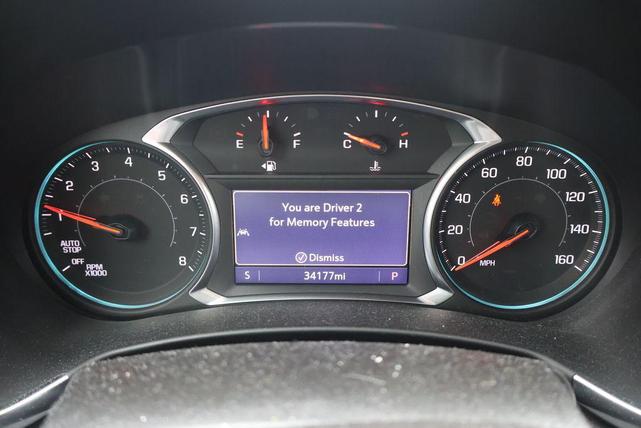 E F
C H
1 2 3 4 5 6 7 8
AUTO
STOP
OFF
RPM
X1000
You are Driver 2
for Memory Features
Dismiss
S 34177mi P
0 20 40 60 80 100 120 140 160
MPH